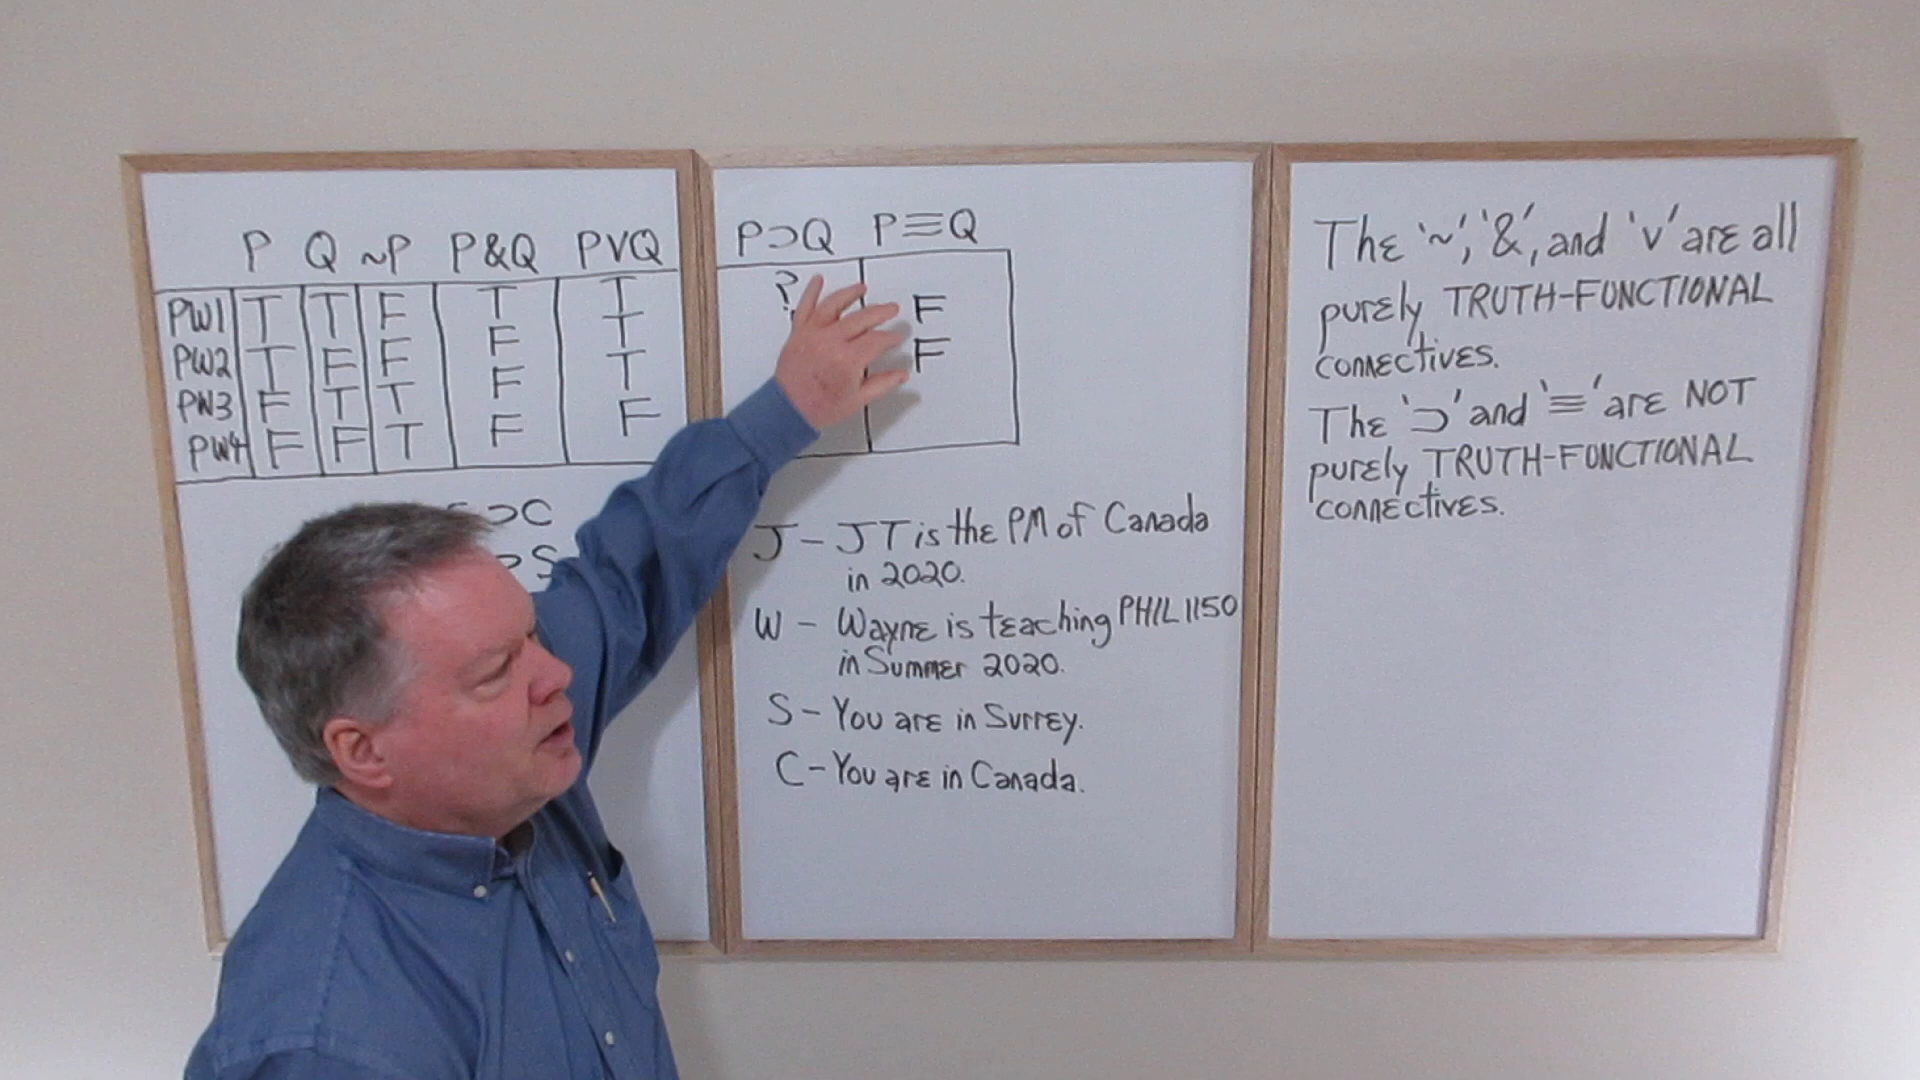 P Q ~P P&Q PVQ
PW1 T T F T T
PW2 T F F F T
PW3 F T T F T
PW4 F F T F F
⊃C
⊃S
P⊃Q P≡Q
?
F
F
J – JT is the PM of Canada
in 2020.
W – Wayne is teaching PHIL 1150
in Summer 2020.
S – You are in Surrey.
C – You are in Canada.
The '~', '&', and 'v' are all
purely TRUTH-FUNCTIONAL
connectives.
The '⊃' and '≡' are NOT
purely TRUTH-FUNCTIONAL
connectives.